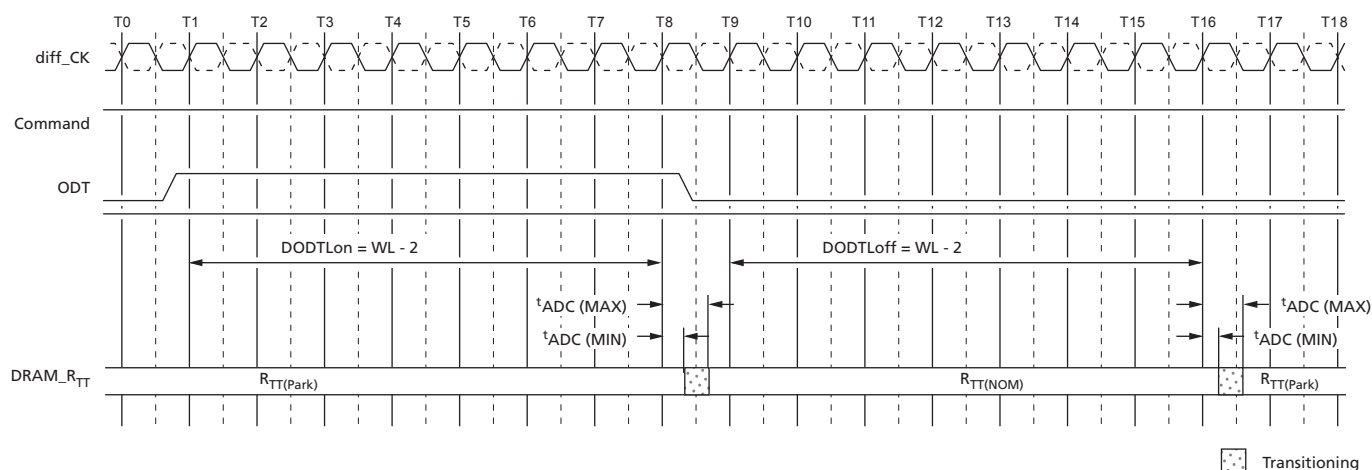 T0 T1 T2 T3 T4 T5 T6 T7 T8 T9 T10 T11 T12 T13 T14 T15 T16 T17 T18
diff_CK
Command
ODT
DODTLon = WL - 2 DODTLoff = WL - 2
tADC (MAX) tADC (MAX)
tADC (MIN) tADC (MIN)
DRAM_RTT RTT(Park) RTT(NOM) RTT(Park)
Transitioning